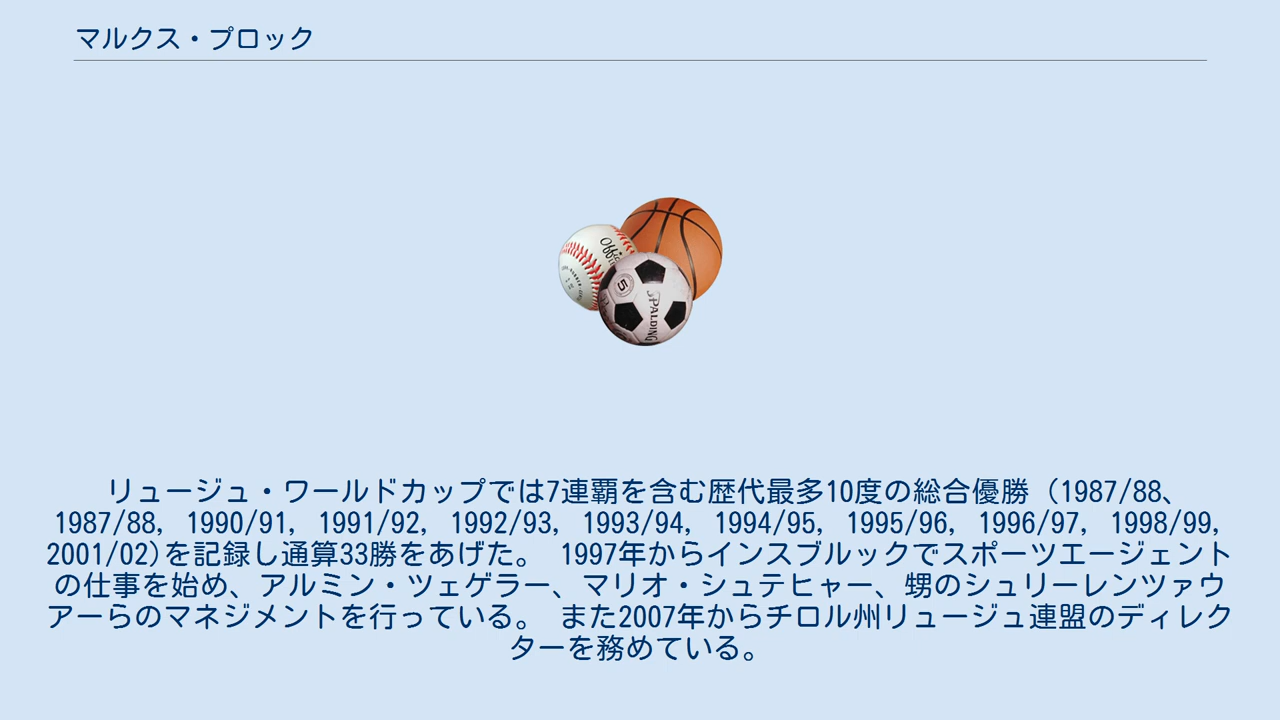 マルクス・プロック
Offic
5
SPALDING
リュージュ・ワールドカップでは7連覇を含む歴代最多10度の総合優勝（1987/88、
1987/88, 1990/91, 1991/92, 1992/93, 1993/94, 1994/95, 1995/96, 1996/97, 1998/99,
2001/02)を記録し通算33勝をあげた。 1997年からインスブルックでスポーツエージェント
の仕事を始め、アルミン・ツェゲラー、マリオ・シュテヒャー、甥のシュリーレンツァウ
アーらのマネジメントを行っている。 また2007年からチロル州リュージュ連盟のディレク
ターを務めている。